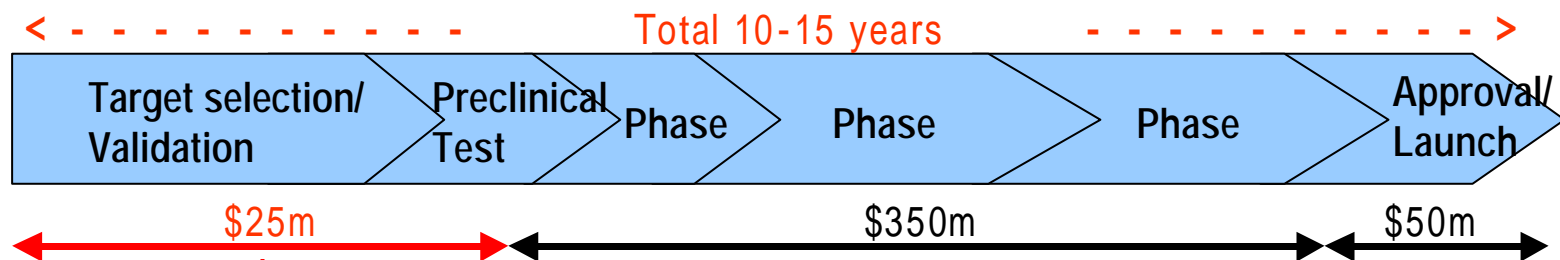 Total 10-15 years
Target selection/
Validation
Preclinical
Test
Phase
Phase
Phase
Approval/
Launch
$25m
$350m
$50m